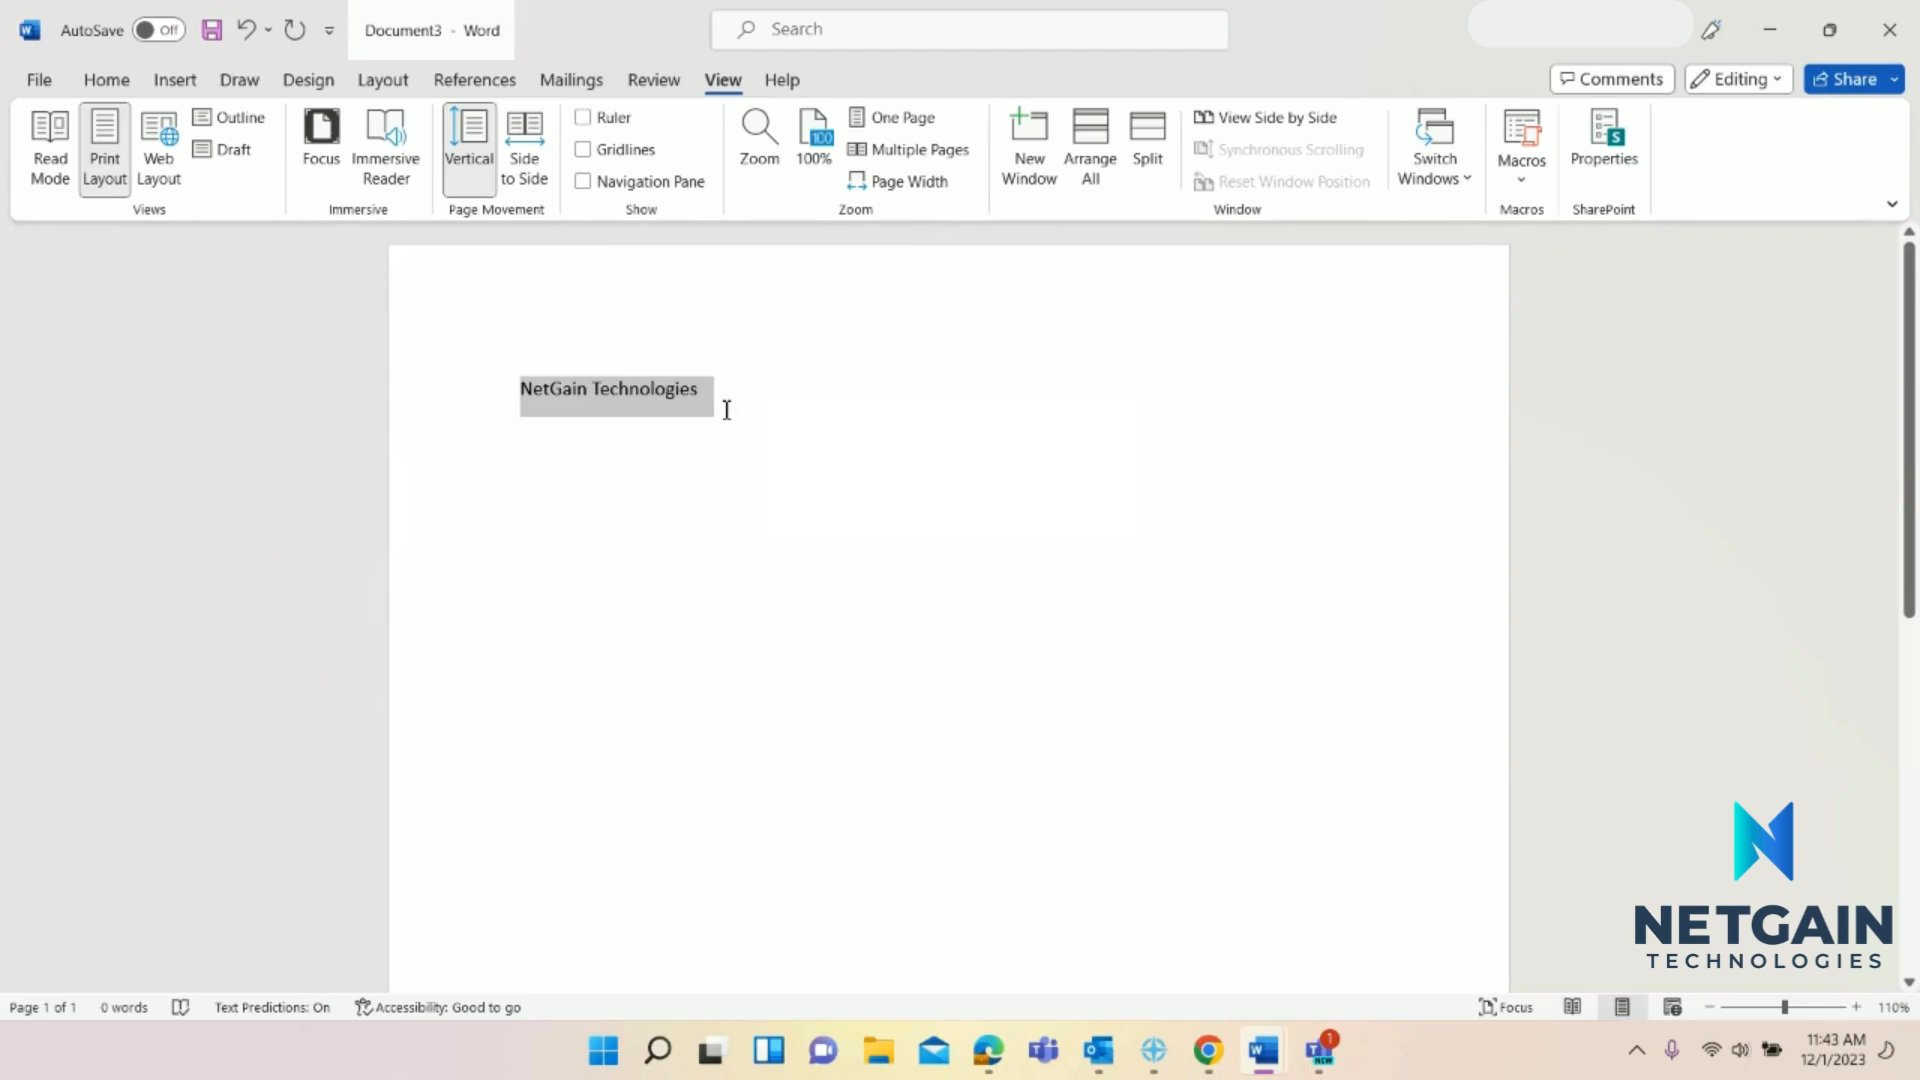 AutoSave Off Document3 - Word Search
File Home Insert Draw Design Layout References Mailings Review View Help Comments Editing Share
Read Mode
Print Layout
Web Layout
Outline
Draft
Views
Focus
Immersive Reader
Immersive
Vertical
Side to Side
Page Movement
Ruler
Gridlines
Navigation Pane
Show
Zoom
100
100%
One Page
Multiple Pages
Page Width
Zoom
New Window
Arrange All
Split
View Side by Side
Synchronous Scrolling
Reset Window Position
Window
Switch Windows
Macros
Macros
Properties
SharePoint
NetGain Technologies
NETGAIN
TECHNOLOGIES
Page 1 of 1 0 words Text Predictions: On Accessibility: Good to go Focus 110%
1
NEW
11:43 AM
12/1/2023